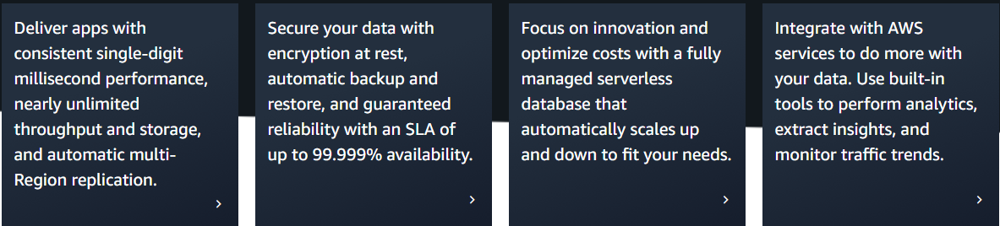 Deliver apps with
consistent single-digit
millisecond performance,
nearly unlimited
throughput and storage,
and automatic multi-
Region replication.
Secure your data with
encryption at rest,
automatic backup and
restore, and guaranteed
reliability with an SLA of
up to 99.999% availability.
Focus on innovation and
optimize costs with a fully
managed serverless
database that
automatically scales up
and down to fit your needs.
Integrate with AWS
services to do more with
your data. Use built-in
tools to perform analytics,
extract insights, and
monitor traffic trends.